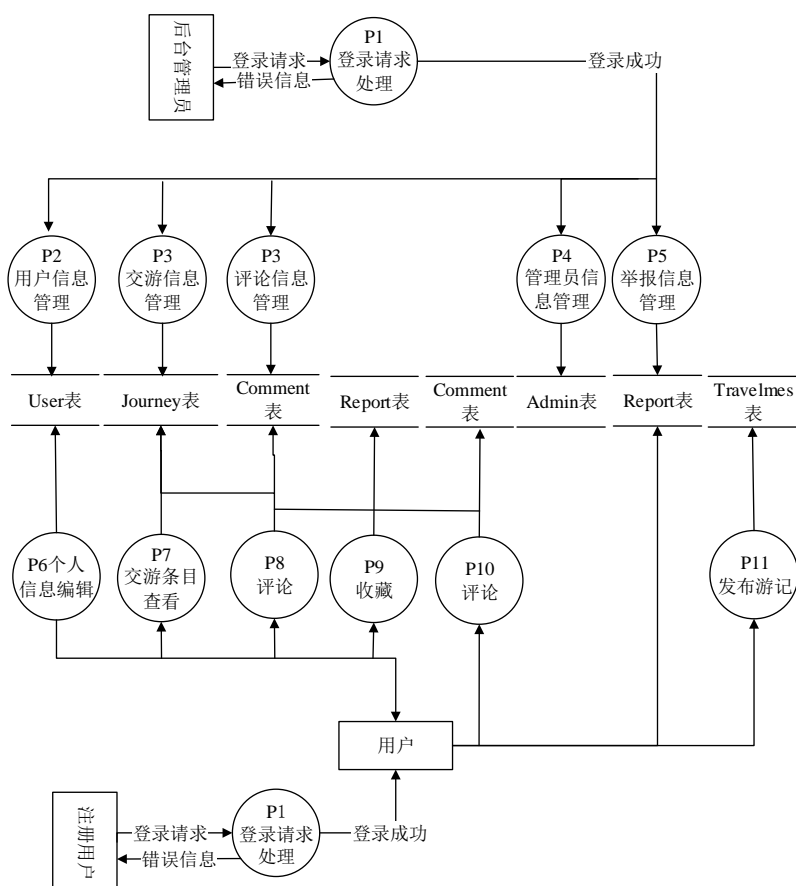 后台管理员
登录请求
错误信息
P1
登录请求
处理
登录成功
P2
用户信息
管理
P3
交游信息
管理
P3
评论信息
管理
P4
管理员信
息管理
P5
举报信息
管理
User表
Journey表
Comment
表
Report表
Comment
表
Admin表
Report表
Travelmes
表
P6个人
信息编辑
P7
交游条目
查看
P8
评论
P9
收藏
P10
评论
P11
发布游记
用户
注册用户
登录请求
错误信息
P1
登录请求
处理
登录成功